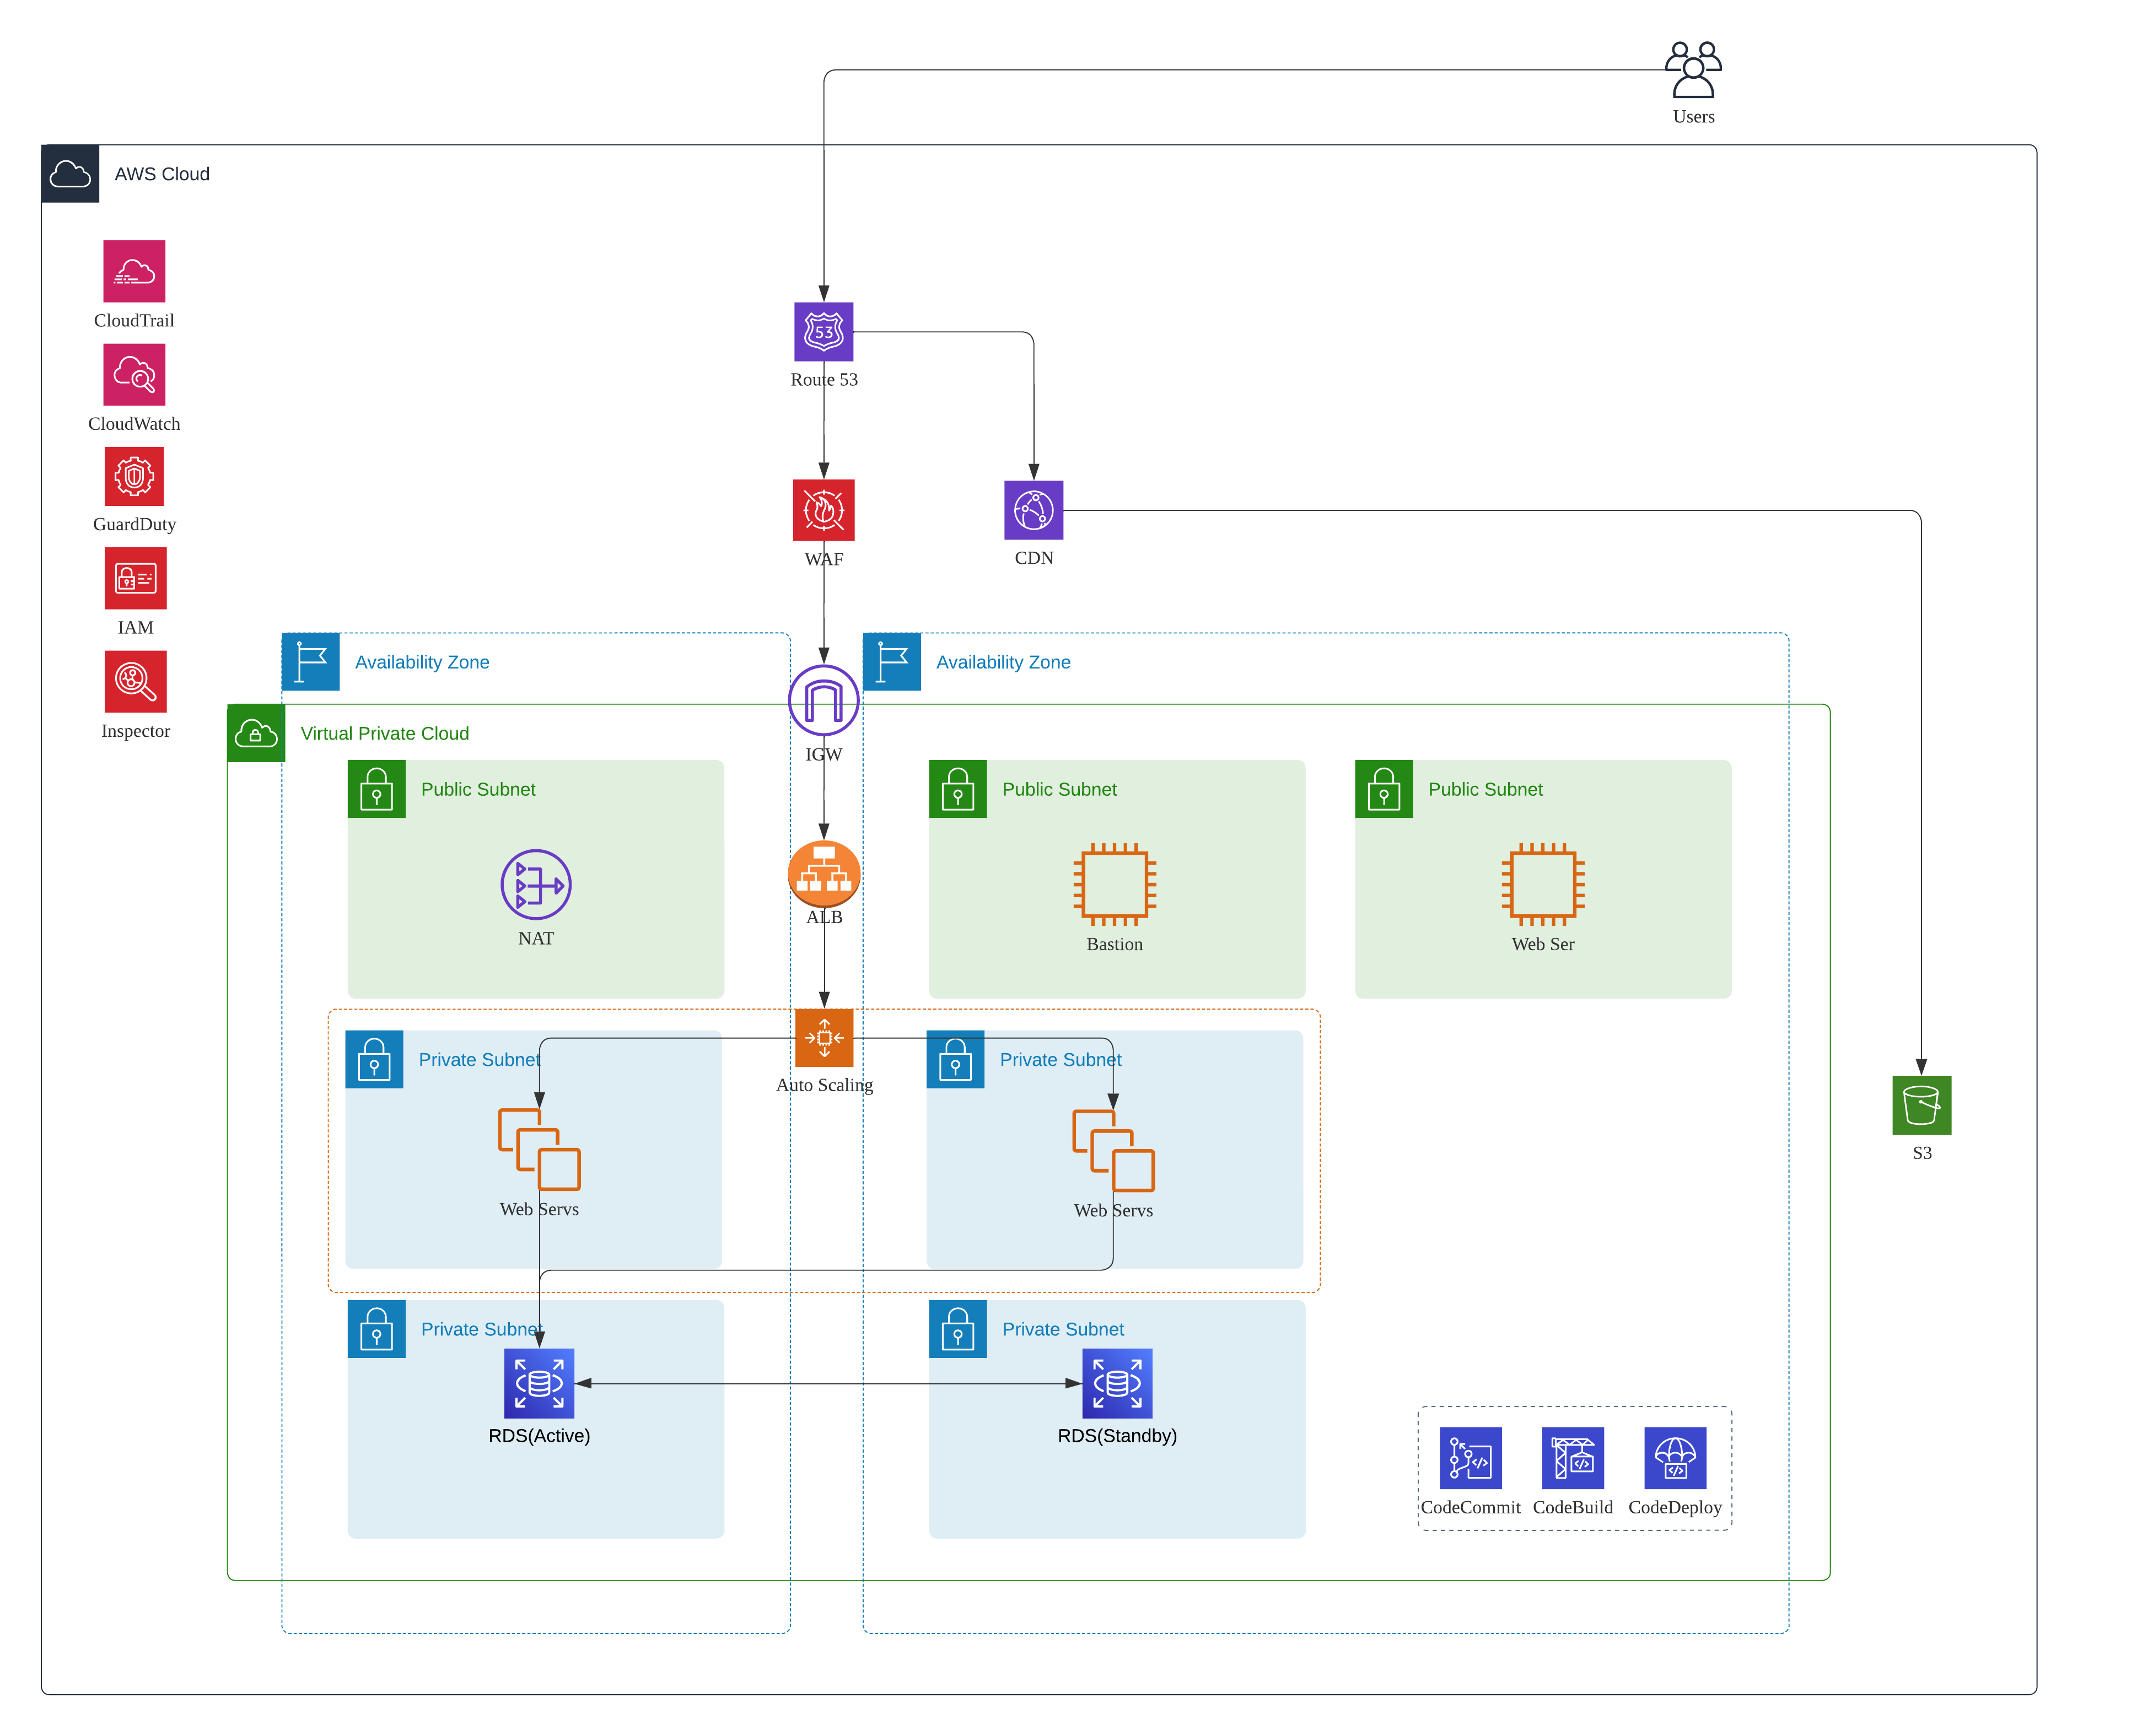 Users
AWS Cloud
CloudTrail
53
Route 53
CloudWatch
GuardDuty
WAF
CDN
IAM
Availability Zone
Availability Zone
Inspector
Virtual Private Cloud
IGW
Public Subnet
Public Subnet
Public Subnet
NAT
ALB
Bastion
Web Ser
Private Subnet
Private Subnet
Auto Scaling
S3
Web Servs
Web Servs
Private Subnet
Private Subnet
RDS(Active)
RDS(Standby)
CodeCommit
CodeBuild
CodeDeploy